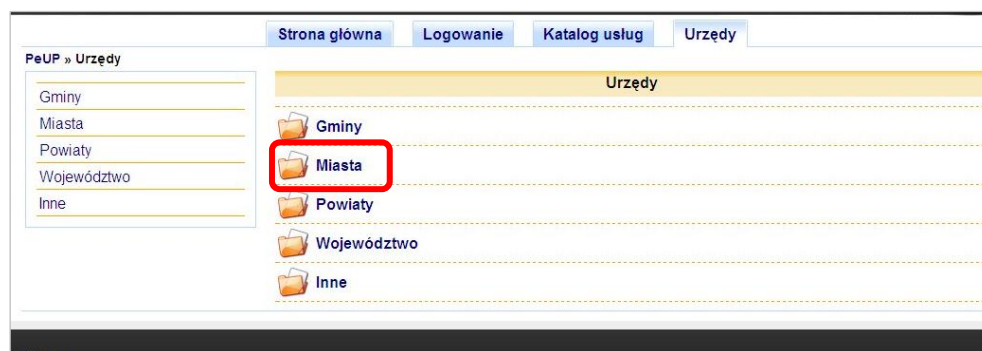 Strona główna Logowanie Katalog usług Urzędy
PeUP » Urzędy
Gminy
Miasta
Powiaty
Województwo
Inne
Urzędy
Gminy
Miasta
Powiaty
Województwo
Inne